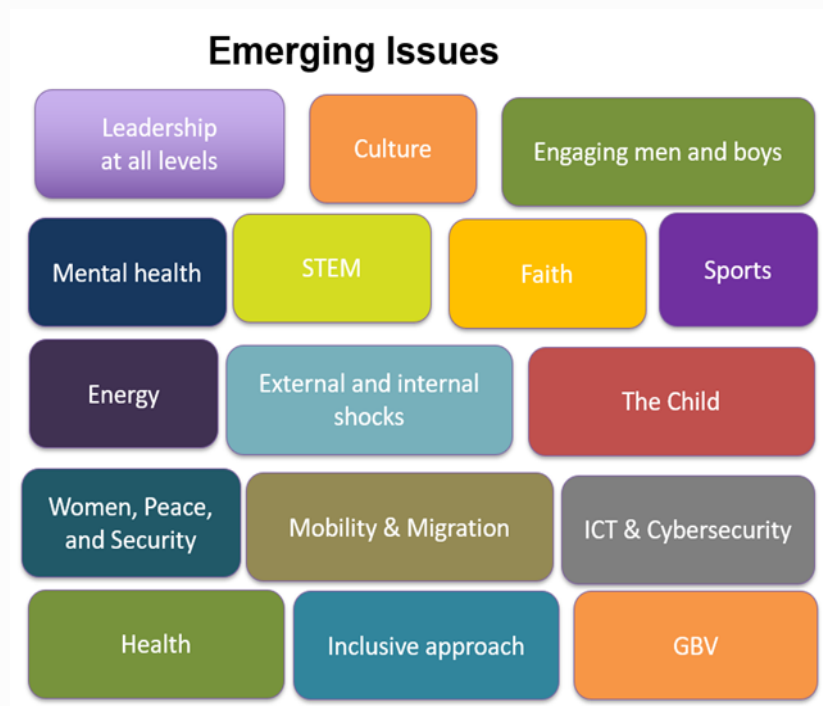 Emerging Issues
Leadership
at all levels
Culture
Engaging men and boys
Mental health
STEM
Faith
Sports
Energy
External and internal
shocks
The Child
Women, Peace,
and Security
Mobility & Migration
ICT & Cybersecurity
Health
Inclusive approach
GBV